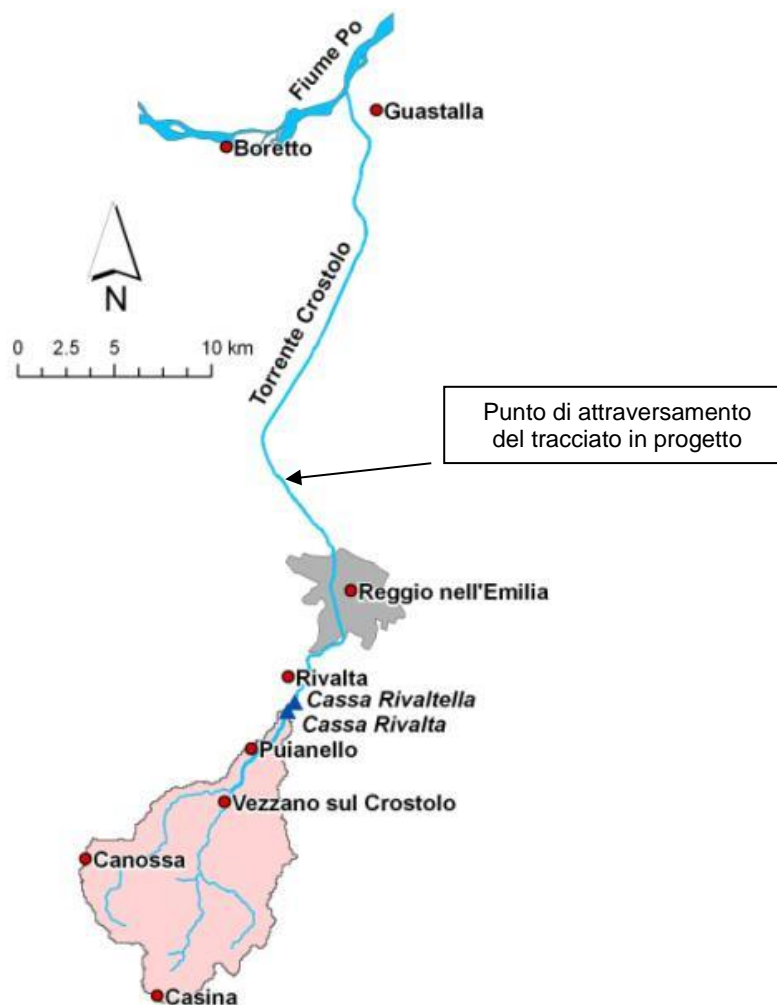 Fiume Po
Guastalla
Boretto
N
0 2.5 5 10 km
Torrente Crostolo
Punto di attraversamento
del tracciato in progetto
Reggio nell'Emilia
Rivalta
Cassa Rivaltella
Cassa Rivalta
Puianello
Vezzano sul Crostolo
Canossa
Casina